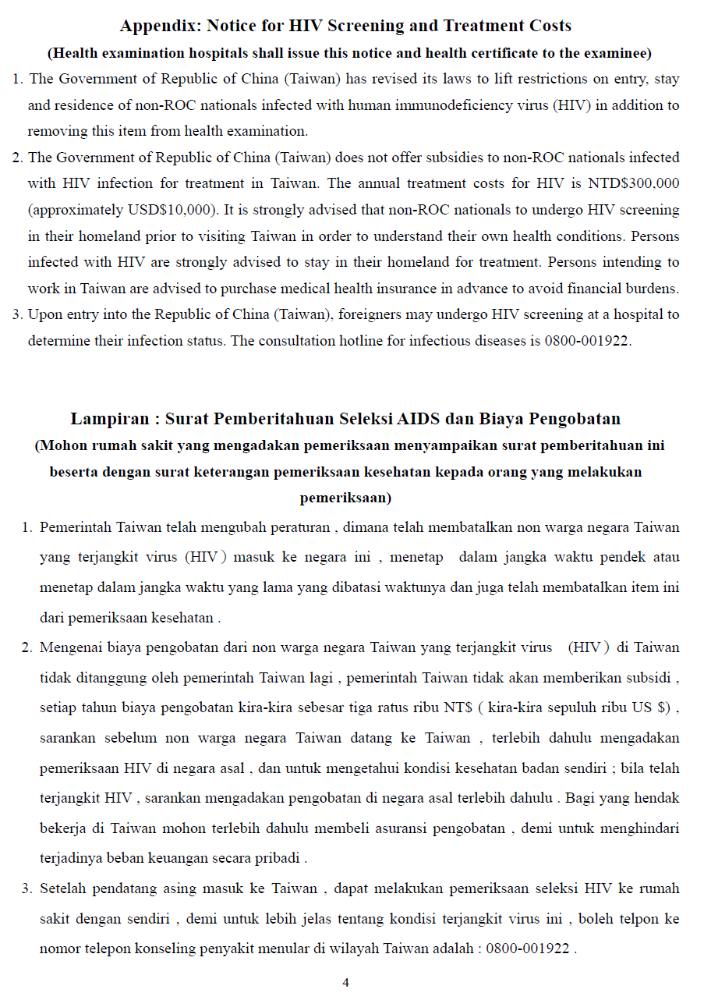 Appendix: Notice for HIV Screening and Treatment Costs
(Health examination hospitals shall issue this notice and health certificate to the examinee)
1. The Government of Republic of China (Taiwan) has revised its laws to lift restrictions on entry, stay
and residence of non-ROC nationals infected with human immunodeficiency virus (HIV) in addition to
removing this item from health examination.
2. The Government of Republic of China (Taiwan) does not offer subsidies to non-ROC nationals infected
with HIV infection for treatment in Taiwan. The annual treatment costs for HIV is NTD$300,000
(approximately USD$10,000). It is strongly advised that non-ROC nationals to undergo HIV screening
in their homeland prior to visiting Taiwan in order to understand their own health conditions. Persons
infected with HIV are strongly advised to stay in their homeland for treatment. Persons intending to
work in Taiwan are advised to purchase medical health insurance in advance to avoid financial burdens.
3. Upon entry into the Republic of China (Taiwan), foreigners may undergo HIV screening at a hospital to
determine their infection status. The consultation hotline for infectious diseases is 0800-001922.
Lampiran : Surat Pemberitahuan Seleksi AIDS dan Biaya Pengobatan
(Mohon rumah sakit yang mengadakan pemeriksaan menyampaikan surat pemberitahuan ini
beserta dengan surat keterangan pemeriksaan kesehatan kepada orang yang melakukan
pemeriksaan)
1. Pemerintah Taiwan telah mengubah peraturan , dimana telah membatalkan non warga negara Taiwan
yang terjangkit virus (HIV) masuk ke negara ini , menetap dalam jangka waktu pendek atau
menetap dalam jangka waktu yang lama yang dibatasi waktunya dan juga telah membatalkan item ini
dari pemeriksaan kesehatan .
2. Mengenai biaya pengobatan dari non warga negara Taiwan yang terjangkit virus (HIV) di Taiwan
tidak ditanggung oleh pemerintah Taiwan lagi , pemerintah Taiwan tidak akan memberikan subsidi ,
setiap tahun biaya pengobatan kira-kira sebesar tiga ratus ribu NT$ ( kira-kira sepuluh ribu US $) ,
sarankan sebelum non warga negara Taiwan datang ke Taiwan , terlebih dahulu mengadakan
pemeriksaan HIV di negara asal , dan untuk mengetahui kondisi kesehatan badan sendiri ; bila telah
terjangkit HIV , sarankan mengadakan pengobatan di negara asal terlebih dahulu . Bagi yang hendak
bekerja di Taiwan mohon terlebih dahulu membeli asuransi pengobatan , demi untuk menghindari
terjadinya beban keuangan secara pribadi .
3. Setelah pendatang asing masuk ke Taiwan , dapat melakukan pemeriksaan seleksi HIV ke rumah
sakit dengan sendiri , demi untuk lebih jelas tentang kondisi terjangkit virus ini , boleh telpon ke
nomor telepon konseling penyakit menular di wilayah Taiwan adalah : 0800-001922 .
4